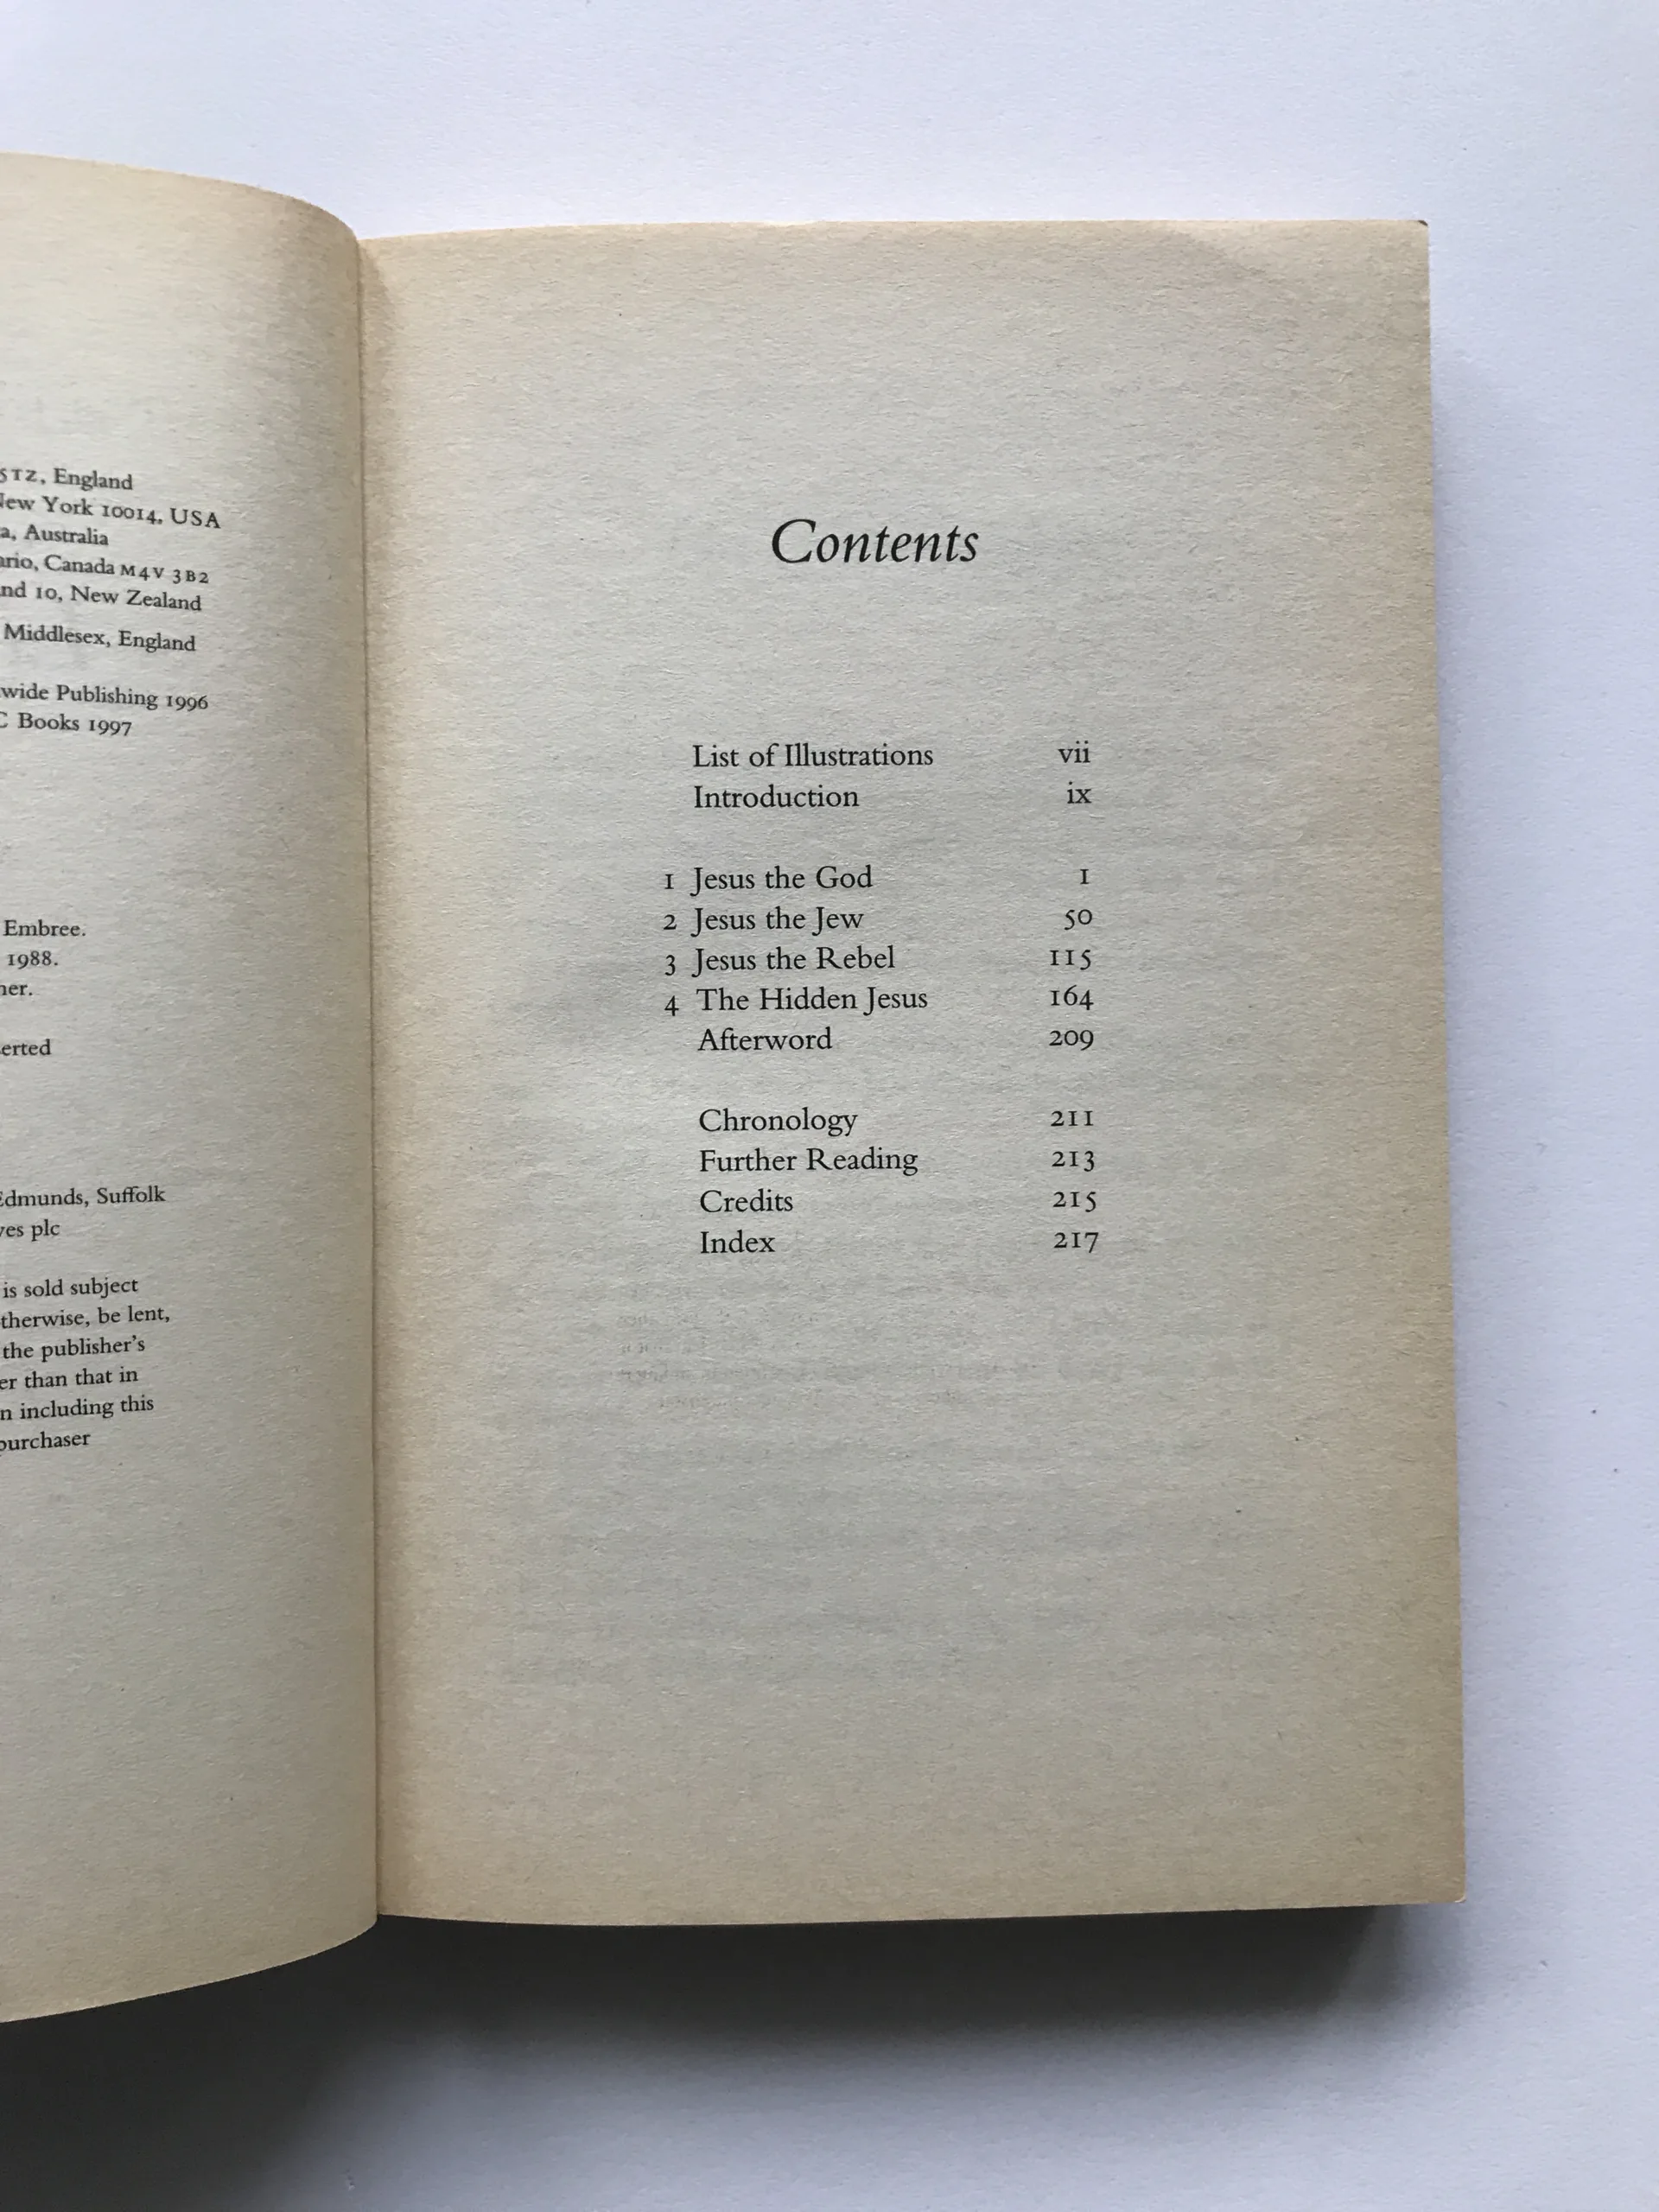 5TZ, England
New York 10014, USA
a, Australia
ario, Canada M4V 3B2
nd 10, New Zealand
Middlesex, England
wide Publishing 1996
C Books 1997
Embree.
1988.
her.
erted
Edmunds, Suffolk
ves plc
is sold subject
therwise, be lent,
the publisher's
er than that in
n including this
purchaser
Contents
List of Illustrations vii
Introduction ix
1 Jesus the God 1
2 Jesus the Jew 50
3 Jesus the Rebel 115
4 The Hidden Jesus 164
Afterword 209
Chronology 211
Further Reading 213
Credits 215
Index 217